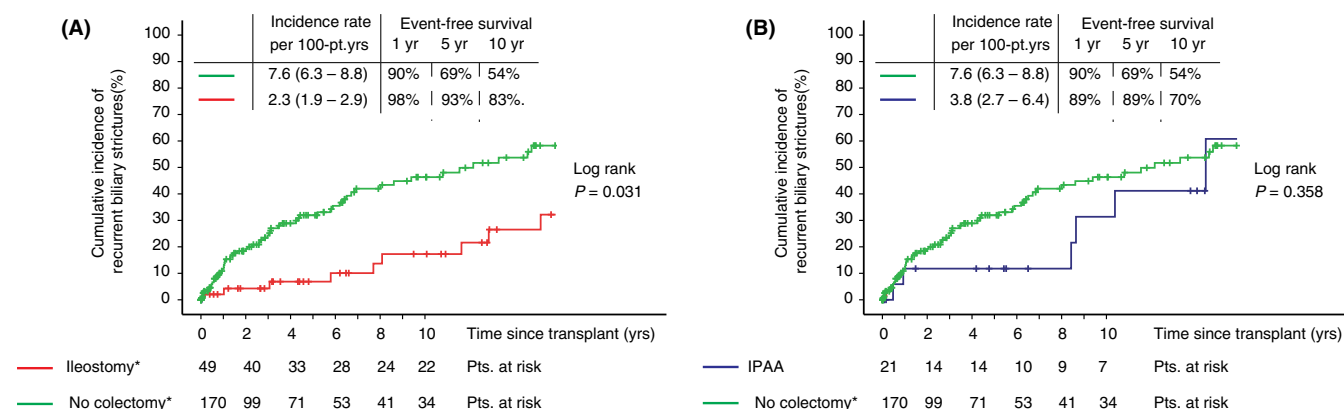 (A)
Incidence rate Event-free survival
per 100-pt.yrs 1 yr 5 yr 10 yr
7.6 (6.3 – 8.8) 90% 69% 54%
2.3 (1.9 – 2.9) 98% 93% 83%.
Cumulative incidence of
recurrent biliary strictures(%)
100
90
80
70
60
50
40
30
20
10
0
Log rank
P = 0.031
0 2 4 6 8 10 Time since transplant (yrs)
Ileostomy* 49 40 33 28 24 22 Pts. at risk
No colectomy* 170 99 71 53 41 34 Pts. at risk
(B)
Incidence rate Event-free survival
per 100-pt.yrs 1 yr 5 yr 10 yr
7.6 (6.3 – 8.8) 90% 69% 54%
3.8 (2.7 – 6.4) 89% 89% 70%
Cumulative incidence of
recurrent biliary strictures(%)
100
90
80
70
60
50
40
30
20
10
0
Log rank
P = 0.358
0 2 4 6 8 10 Time since transplant (yrs)
IPAA 21 14 14 10 9 7 Pts. at risk
No colectomy* 170 99 71 53 41 34 Pts. at risk